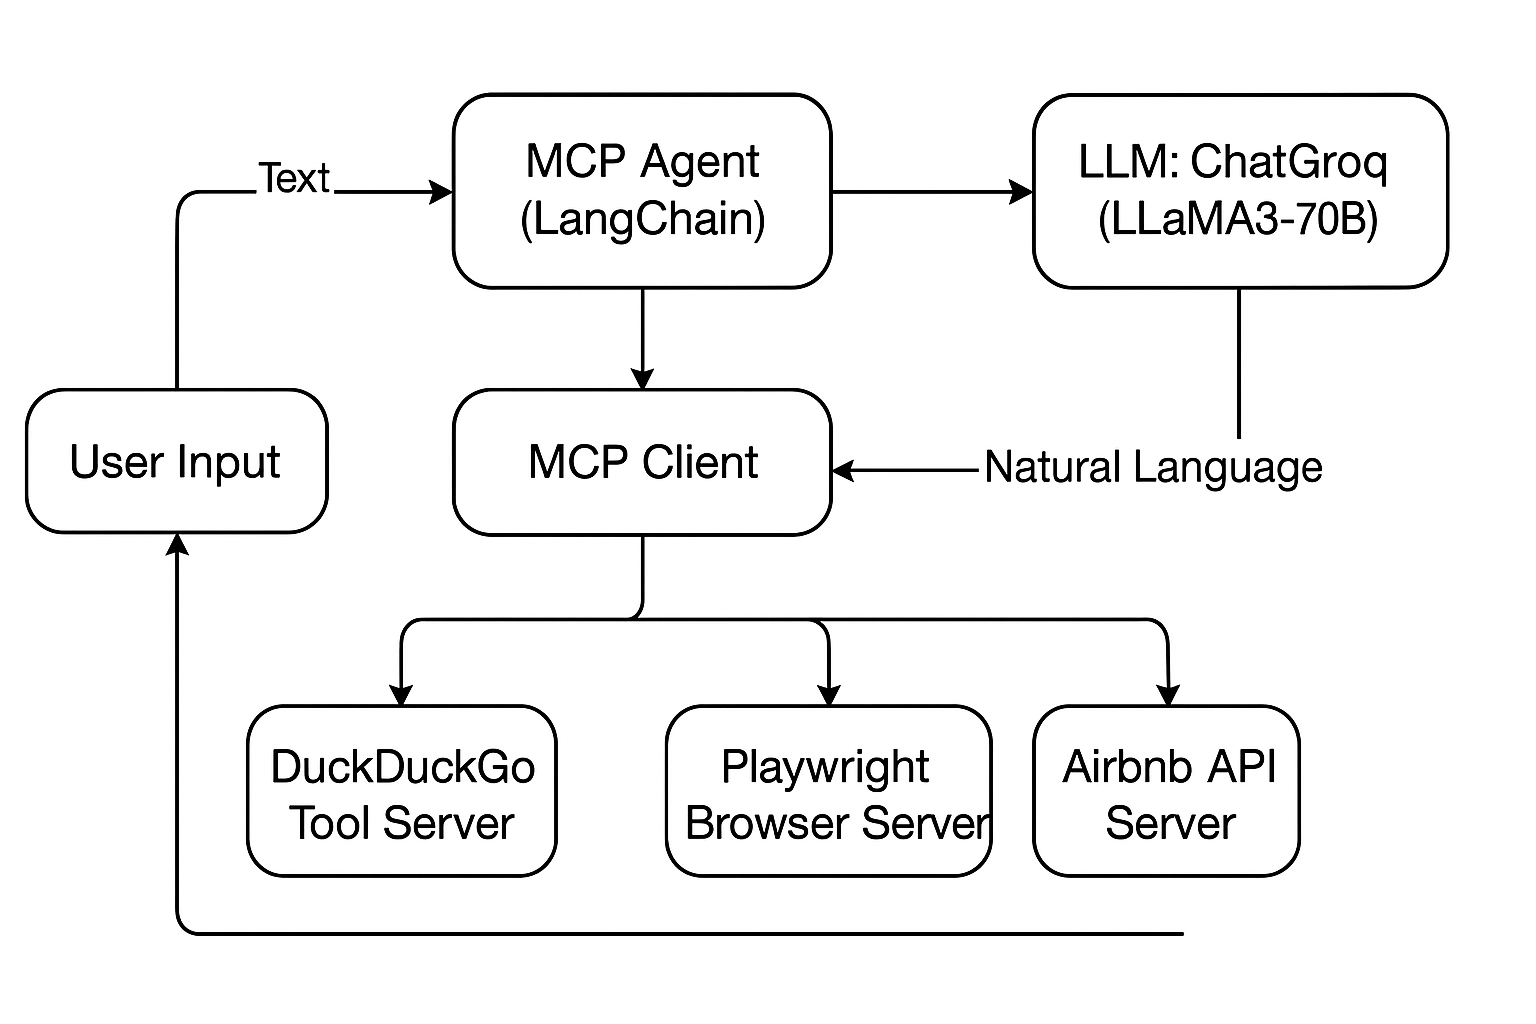 Text
MCP Agent
(LangChain)
LLM: ChatGroq
(LLaMA3-70B)
User Input
MCP Client
Natural Language
DuckDuckGo
Tool Server
Playwright
Browser Server
Airbnb API
Server